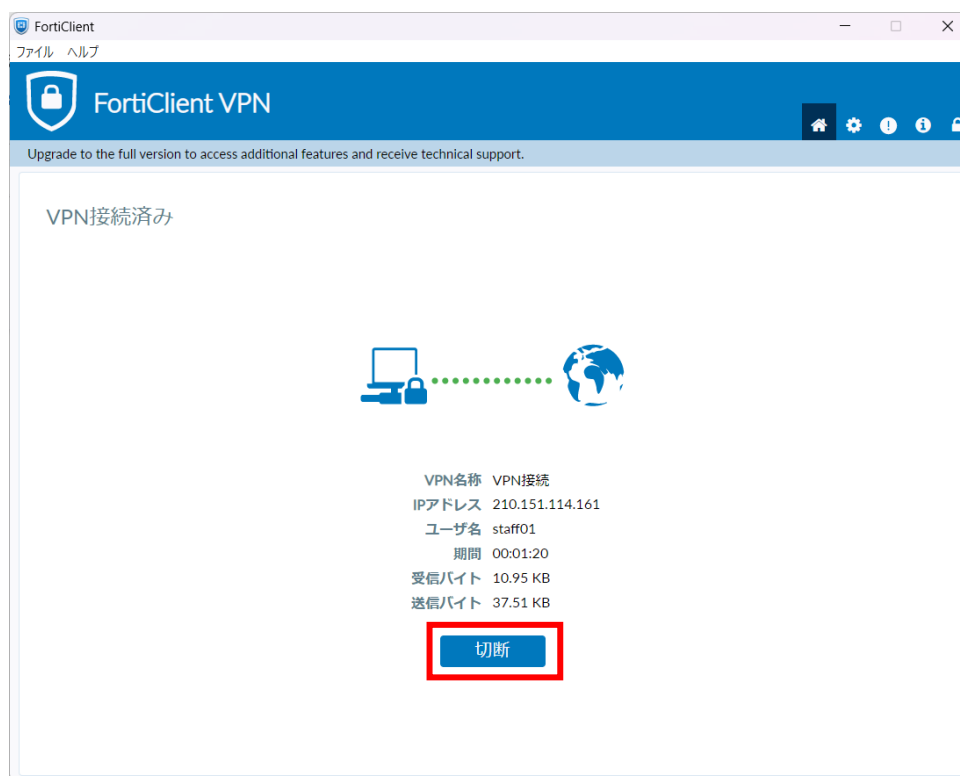 FortiClient
ファイル ヘルプ
FortiClient VPN
Upgrade to the full version to access additional features and receive technical support.
VPN接続済み
VPN名称 VPN接続
IPアドレス 210.151.114.161
ユーザ名 staff01
期間 00:01:20
受信バイト 10.95 KB
送信バイト 37.51 KB
切断